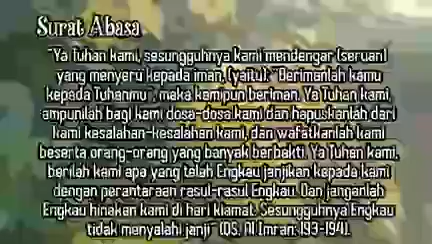 Surat Abasa
"Ya Tuhan kami, sesungguhnya kami mendengar (seruan)
yang menyeru kepada iman, (yaitu): "Berimanlah kamu
kepada Tuhanmu", maka kamipun beriman. Ya Tuhan kami,
ampunilah bagi kami dosa-dosa kami dan hapuskanlah dari
kami kesalahan-kesalahan kami, dan wafatkanlah kami
beserta orang-orang yang banyak berbakti. Ya Tuhan kami,
berilah kami apa yang telah Engkau janjikan kepada kami
dengan perantaraan rasul-rasul Engkau. Dan janganlah
Engkau hinakan kami di hari kiamat. Sesungguhnya Engkau
tidak menyalahi janji" (QS. Al Imran: 193-194).